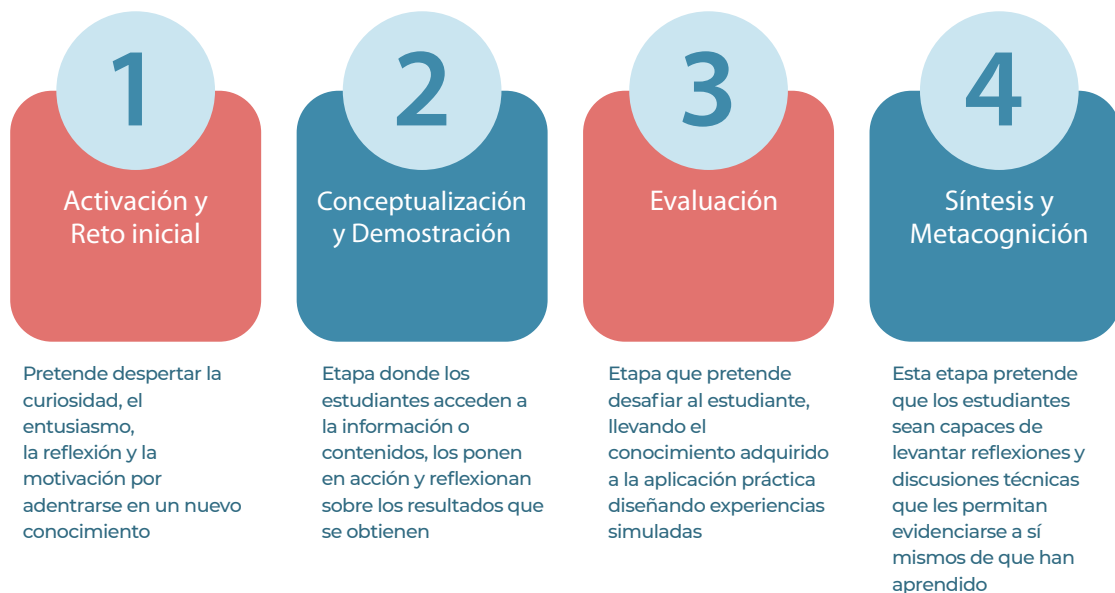 1
Activación y
Reto inicial
Pretende despertar la
curiosidad, el
entusiasmo,
la reflexión y la
motivación por
adentrarse en un nuevo
conocimiento
2
Conceptualización
y Demostración
Etapa donde los
estudiantes acceden a
la información o
contenidos, los ponen
en acción y reflexionan
sobre los resultados que
se obtienen
3
Evaluación
Etapa que pretende
desafiar al estudiante,
llevando el
conocimiento adquirido
a la aplicación práctica
diseñando experiencias
simuladas
4
Síntesis y
Metacognición
Esta etapa pretende
que los estudiantes
sean capaces de
levantar reflexiones y
discusiones técnicas
que les permitan
evidenciarse a sí
mismos de que han
aprendido